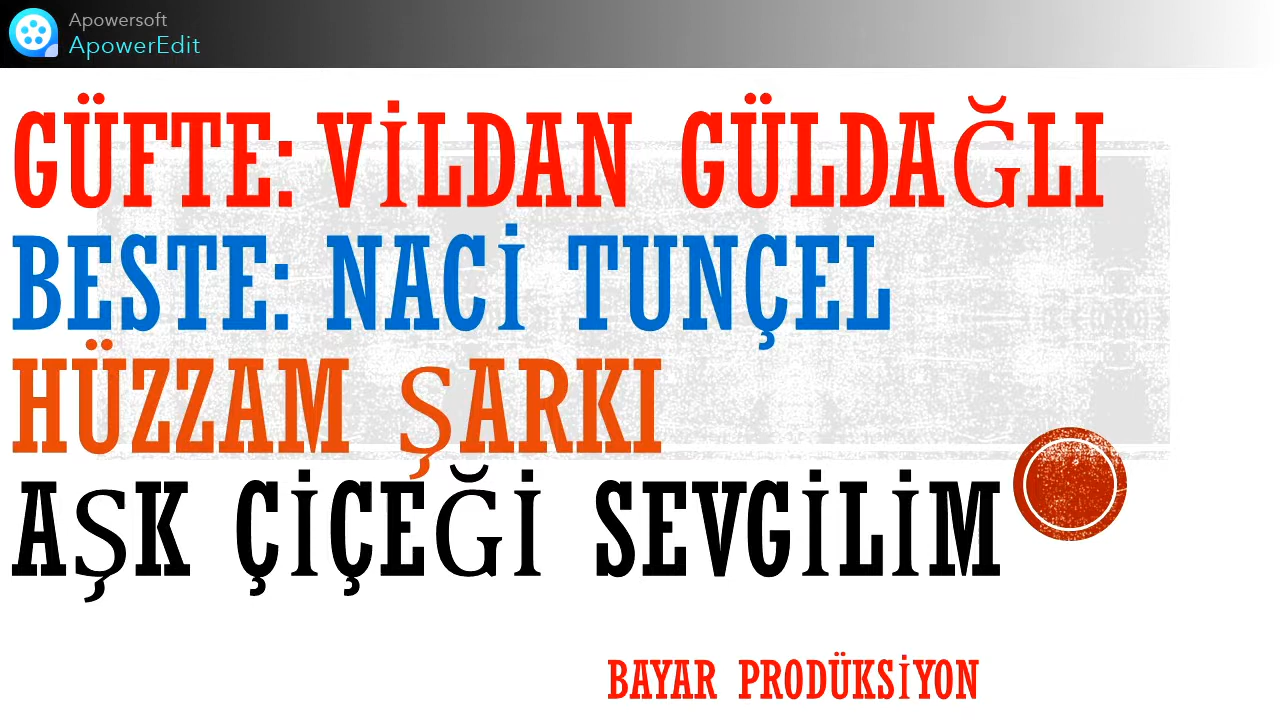 Apowersoft
ApowerEdit
GÜFTE: VİLDAN GÜLDAĞLI
BESTE: NACİ TUNÇEL
HÜZZAM ŞARKI
AŞK ÇİÇEĞİ SEVGİLİM
BAYAR PRODÜKSİYON